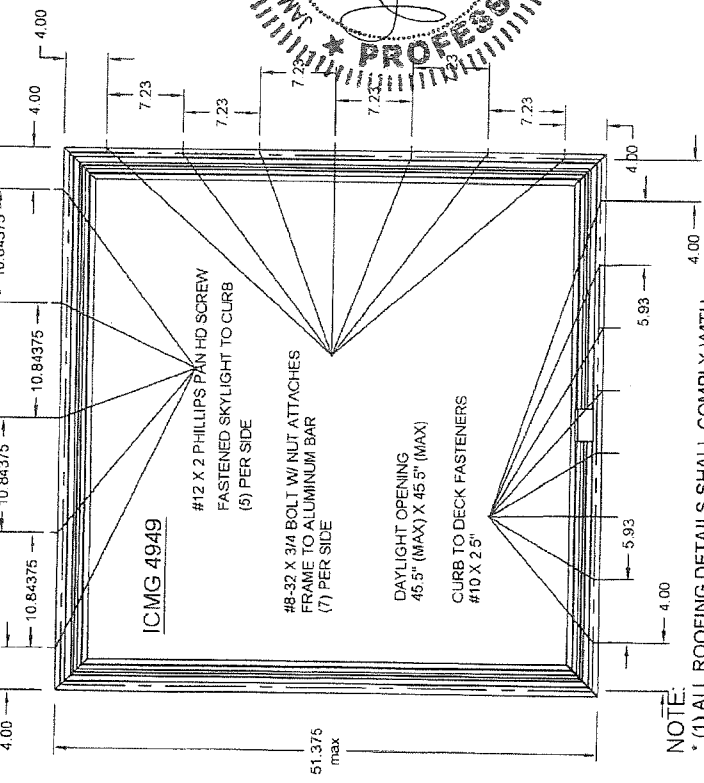 4.00
4.00
4.00
10.84375
10.84375
10.84375
10.84375
7.23
7.23
7.23
7.23
7.23
7.23
4.00
4.00
5.93
5.93
4.00
51.375
max
ICMG 4949
#12 X 2 PHILLIPS PAN HD SCREW
FASTENED SKYLIGHT TO CURB
(5) PER SIDE
#8-32 X 3/4 BOLT W/ NUT ATTACHES
FRAME TO ALUMINUM BAR
(7) PER SIDE
DAYLIGHT OPENING
45.5" (MAX) X 45.5" (MAX)
CURB TO DECK FASTENERS
#10 X 2.5"
NOTE:
* (1) ALL ROOFING DETAILS SHALL COMPLY WITH